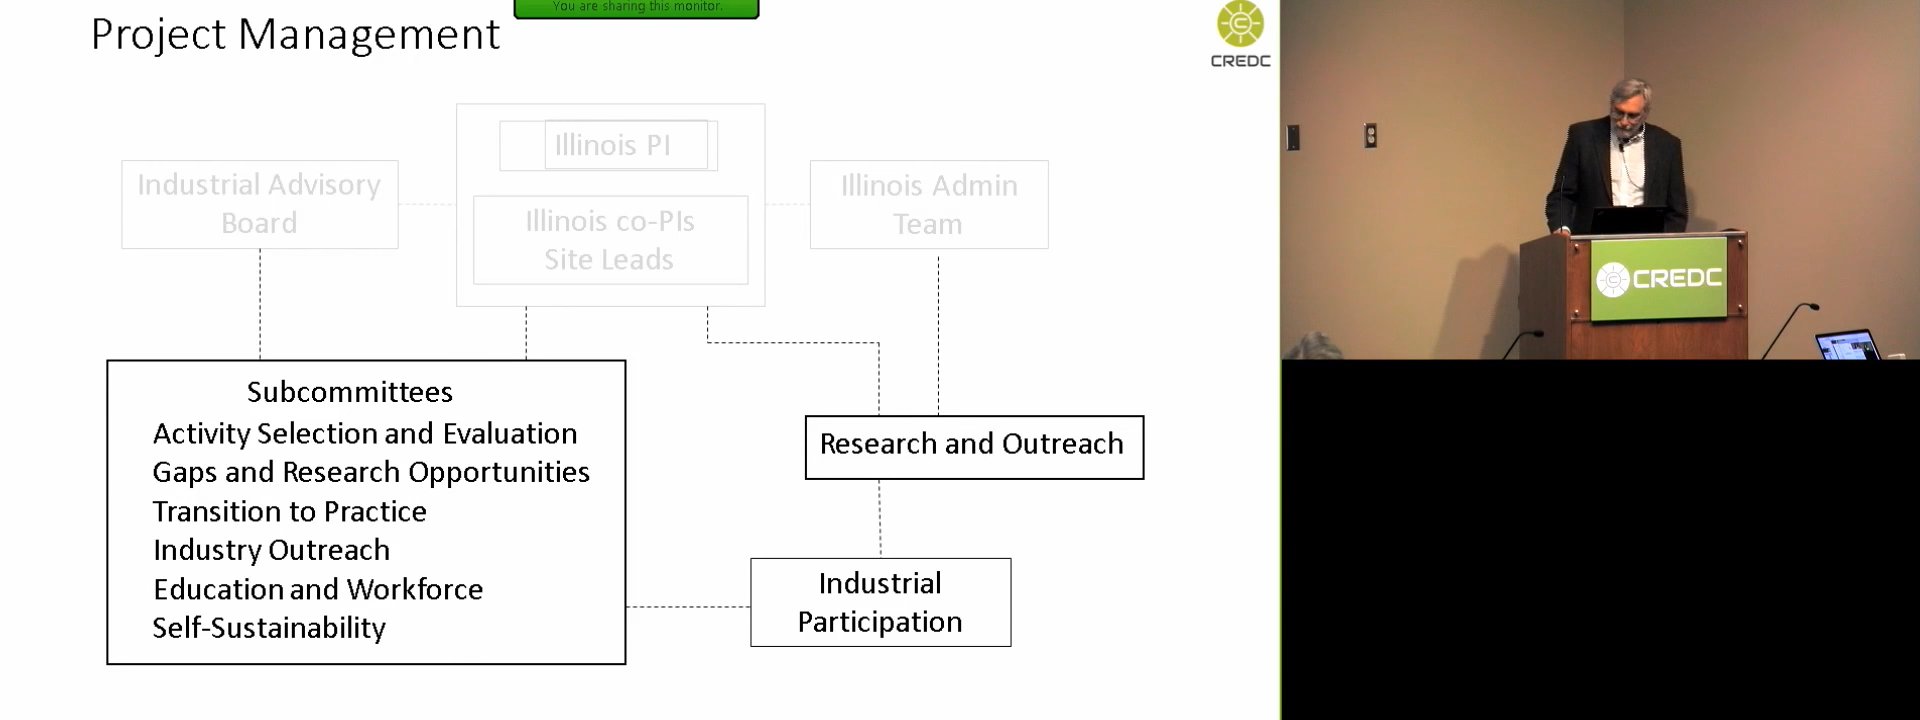 You are sharing this monitor.
Project Management
CREDC
Illinois PI
Industrial Advisory
Board
Illinois co-PIs
Site Leads
Illinois Admin
Team
Subcommittees
Activity Selection and Evaluation
Gaps and Research Opportunities
Transition to Practice
Industry Outreach
Education and Workforce
Self-Sustainability
Research and Outreach
Industrial
Participation
CREDC